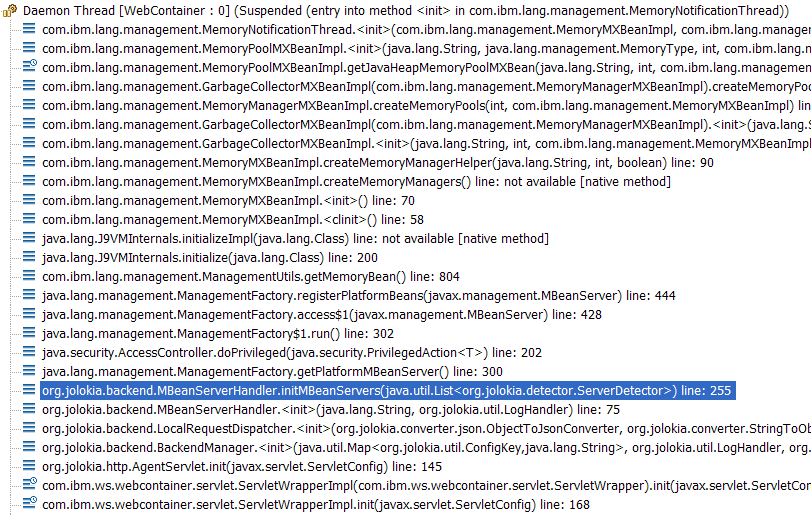 Daemon Thread [WebContainer : 0] (Suspended (entry into method <init> in com.ibm.lang.management.MemoryNotificationThread))
com.ibm.lang.management.MemoryNotificationThread.<init>(com.ibm.lang.management.MemoryMXBeanImpl, com.ibm.lang.management.
com.ibm.lang.management.MemoryPoolMXBeanImpl.<init>(java.lang.String, java.lang.management.MemoryType, int, com.ibm.lang.mana
com.ibm.lang.management.MemoryPoolMXBeanImpl.getJavaHeapMemoryPoolMXBean(java.lang.String, int, com.ibm.lang.management
com.ibm.lang.management.GarbageCollectorMXBeanImpl(com.ibm.lang.management.MemoryManagerMXBeanImpl).createMemoryPoo
com.ibm.lang.management.MemoryManagerMXBeanImpl.createMemoryPools(int, com.ibm.lang.management.MemoryMXBeanImpl) line
com.ibm.lang.management.GarbageCollectorMXBeanImpl(com.ibm.lang.management.MemoryManagerMXBeanImpl).<init>(java.lang.S
com.ibm.lang.management.GarbageCollectorMXBeanImpl.<init>(java.lang.String, int, com.ibm.lang.management.MemoryMXBeanImpl
com.ibm.lang.management.MemoryMXBeanImpl.createMemoryManagerHelper(java.lang.String, int, boolean) line: 90
com.ibm.lang.management.MemoryMXBeanImpl.createMemoryManagers() line: not available [native method]
com.ibm.lang.management.MemoryMXBeanImpl.<init>() line: 70
com.ibm.lang.management.MemoryMXBeanImpl.<clinit>() line: 58
java.lang.J9VMInternals.initializeImpl(java.lang.Class) line: not available [native method]
java.lang.J9VMInternals.initialize(java.lang.Class) line: 200
com.ibm.lang.management.ManagementUtils.getMemoryBean() line: 804
java.lang.management.ManagementFactory.registerPlatformBeans(javax.management.MBeanServer) line: 444
java.lang.management.ManagementFactory.access$1(javax.management.MBeanServer) line: 428
java.lang.management.ManagementFactory$1.run() line: 302
java.security.AccessController.doPrivileged(java.security.PrivilegedAction<T>) line: 202
java.lang.management.ManagementFactory.getPlatformMBeanServer() line: 300
org.jolokia.backend.MBeanServerHandler.initMBeanServers(java.util.List<org.jolokia.detector.ServerDetector>) line: 255
org.jolokia.backend.MBeanServerHandler.<init>(java.lang.String, org.jolokia.util.LogHandler) line: 75
org.jolokia.backend.LocalRequestDispatcher.<init>(org.jolokia.converter.json.ObjectToJsonConverter, org.jolokia.converter.StringToOb
org.jolokia.backend.BackendManager.<init>(java.util.Map<org.jolokia.util.ConfigKey,java.lang.String>, org.jolokia.util.LogHandler, org.
org.jolokia.http.AgentServlet.init(javax.servlet.ServletConfig) line: 145
com.ibm.ws.webcontainer.servlet.ServletWrapperImpl(com.ibm.ws.webcontainer.servlet.ServletWrapper).init(javax.servlet.ServletCon
com.ibm.ws.webcontainer.servlet.ServletWrapperImpl.init(javax.servlet.ServletConfig) line: 168